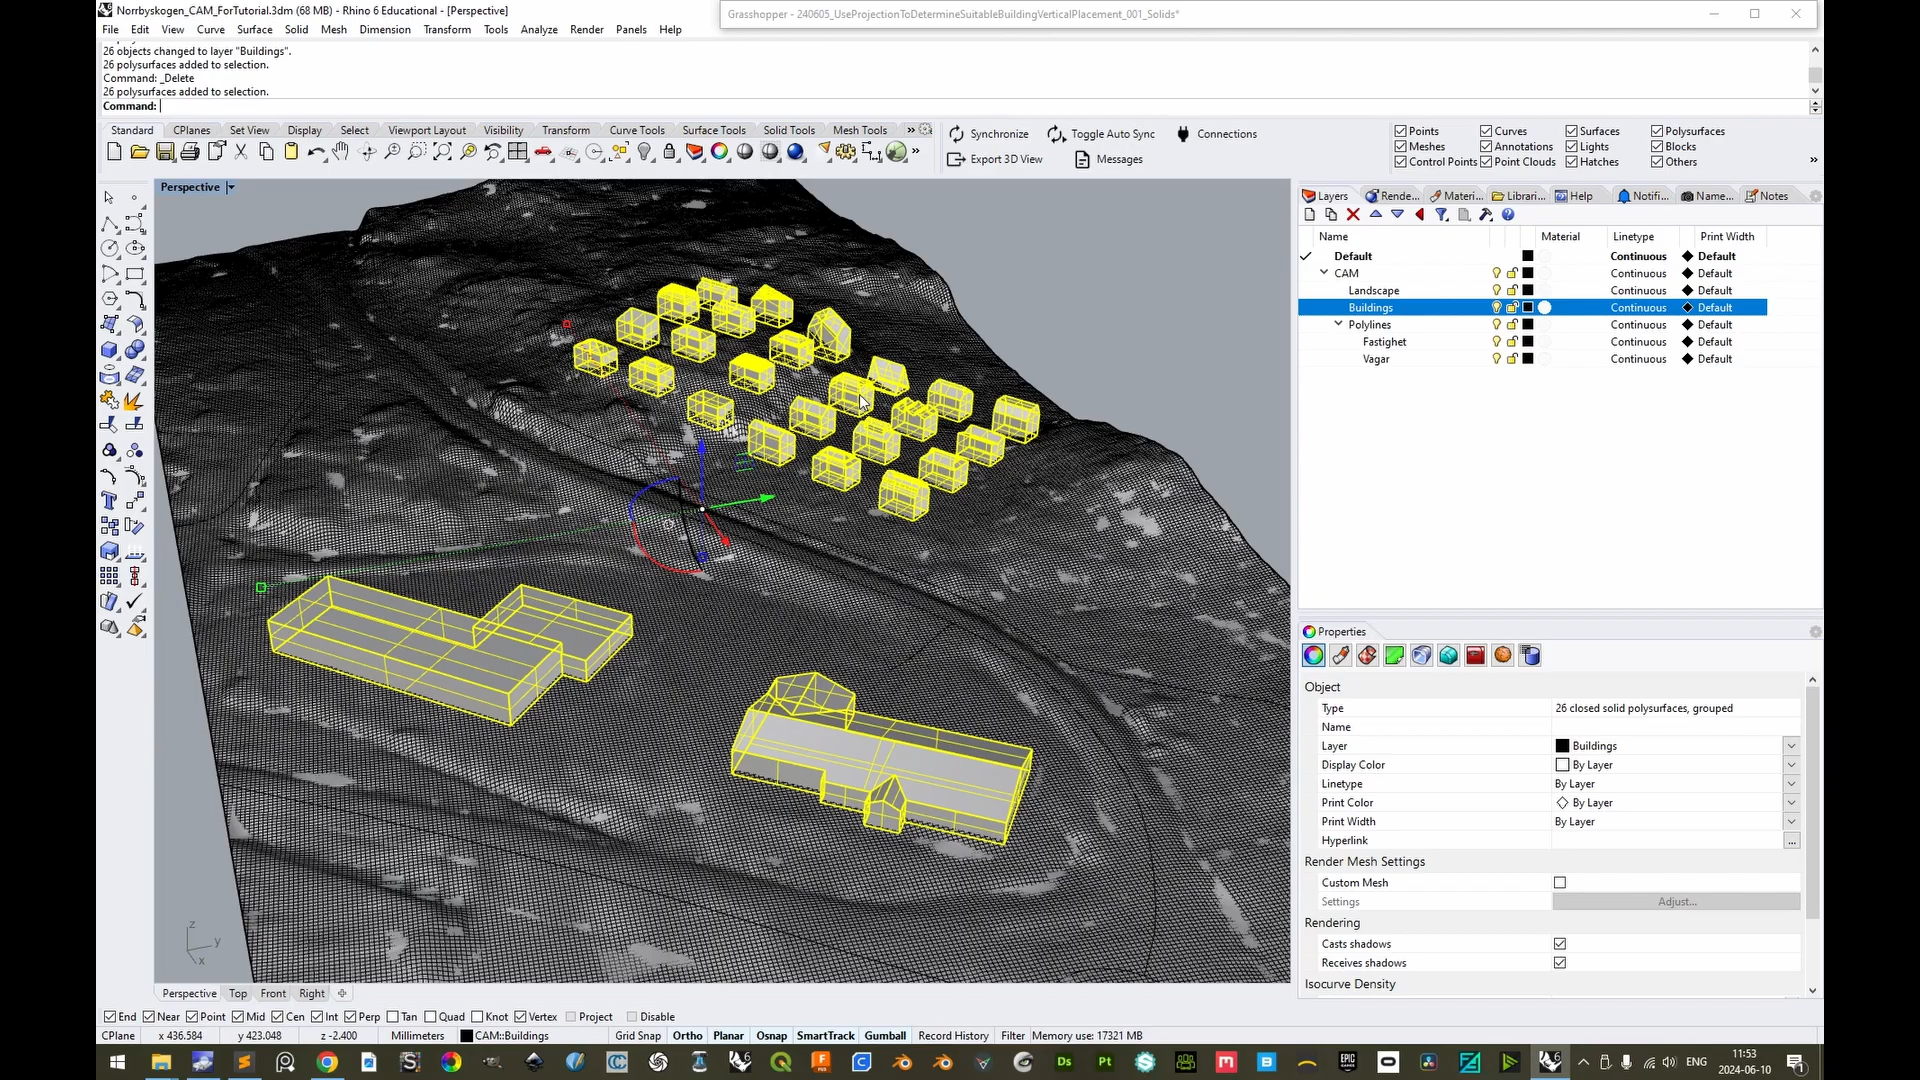 Norrbyskogen_CAM_ForTutorial.3dm (68 MB) - Rhino 6 Educational - [Perspective]
Grasshopper - 240605_UseProjectionToDetermineSuitableBuildingVerticalPlacement_001_Solids*
File Edit View Curve Surface Solid Mesh Dimension Transform Tools Analyze Render Panels Help
26 objects changed to layer "Buildings".
26 polysurfaces added to selection.
Command: _Delete
26 polysurfaces added to selection.
Command:
Standard CPlanes Set View Display Select Viewport Layout Visibility Transform Curve Tools Surface Tools Solid Tools Mesh Tools »
Synchronize Toggle Auto Sync Connections
Export 3D View Messages
Points Curves Surfaces Polysurfaces
Meshes Annotations Lights Blocks
Control Points Point Clouds Hatches Others
Perspective
Layers Rende... Materi... Librari... Help Notifi... Name... Notes
Name Material Linetype Print Width
Default Continuous Default
CAM Continuous Default
Landscape Continuous Default
Buildings Continuous Default
Polylines Continuous Default
Fastighet Continuous Default
Vagar Continuous Default
Properties
Object
Type 26 closed solid polysurfaces, grouped
Name
Layer Buildings
Display Color By Layer
Linetype By Layer
Print Color By Layer
Print Width By Layer
Hyperlink ...
Render Mesh Settings
Custom Mesh
Settings Adjust...
Rendering
Casts shadows
Receives shadows
Isocurve Density
z
y
x
Perspective Top Front Right
End Near Point Mid Cen Int Perp Tan Quad Knot Vertex Project Disable
CPlane x 436.584 y 423.048 z -2.400 Millimeters CAM::Buildings Grid Snap Ortho Planar Osnap SmartTrack Gumball Record History Filter Memory use: 17321 MB
ENG
11:53
2024-06-10